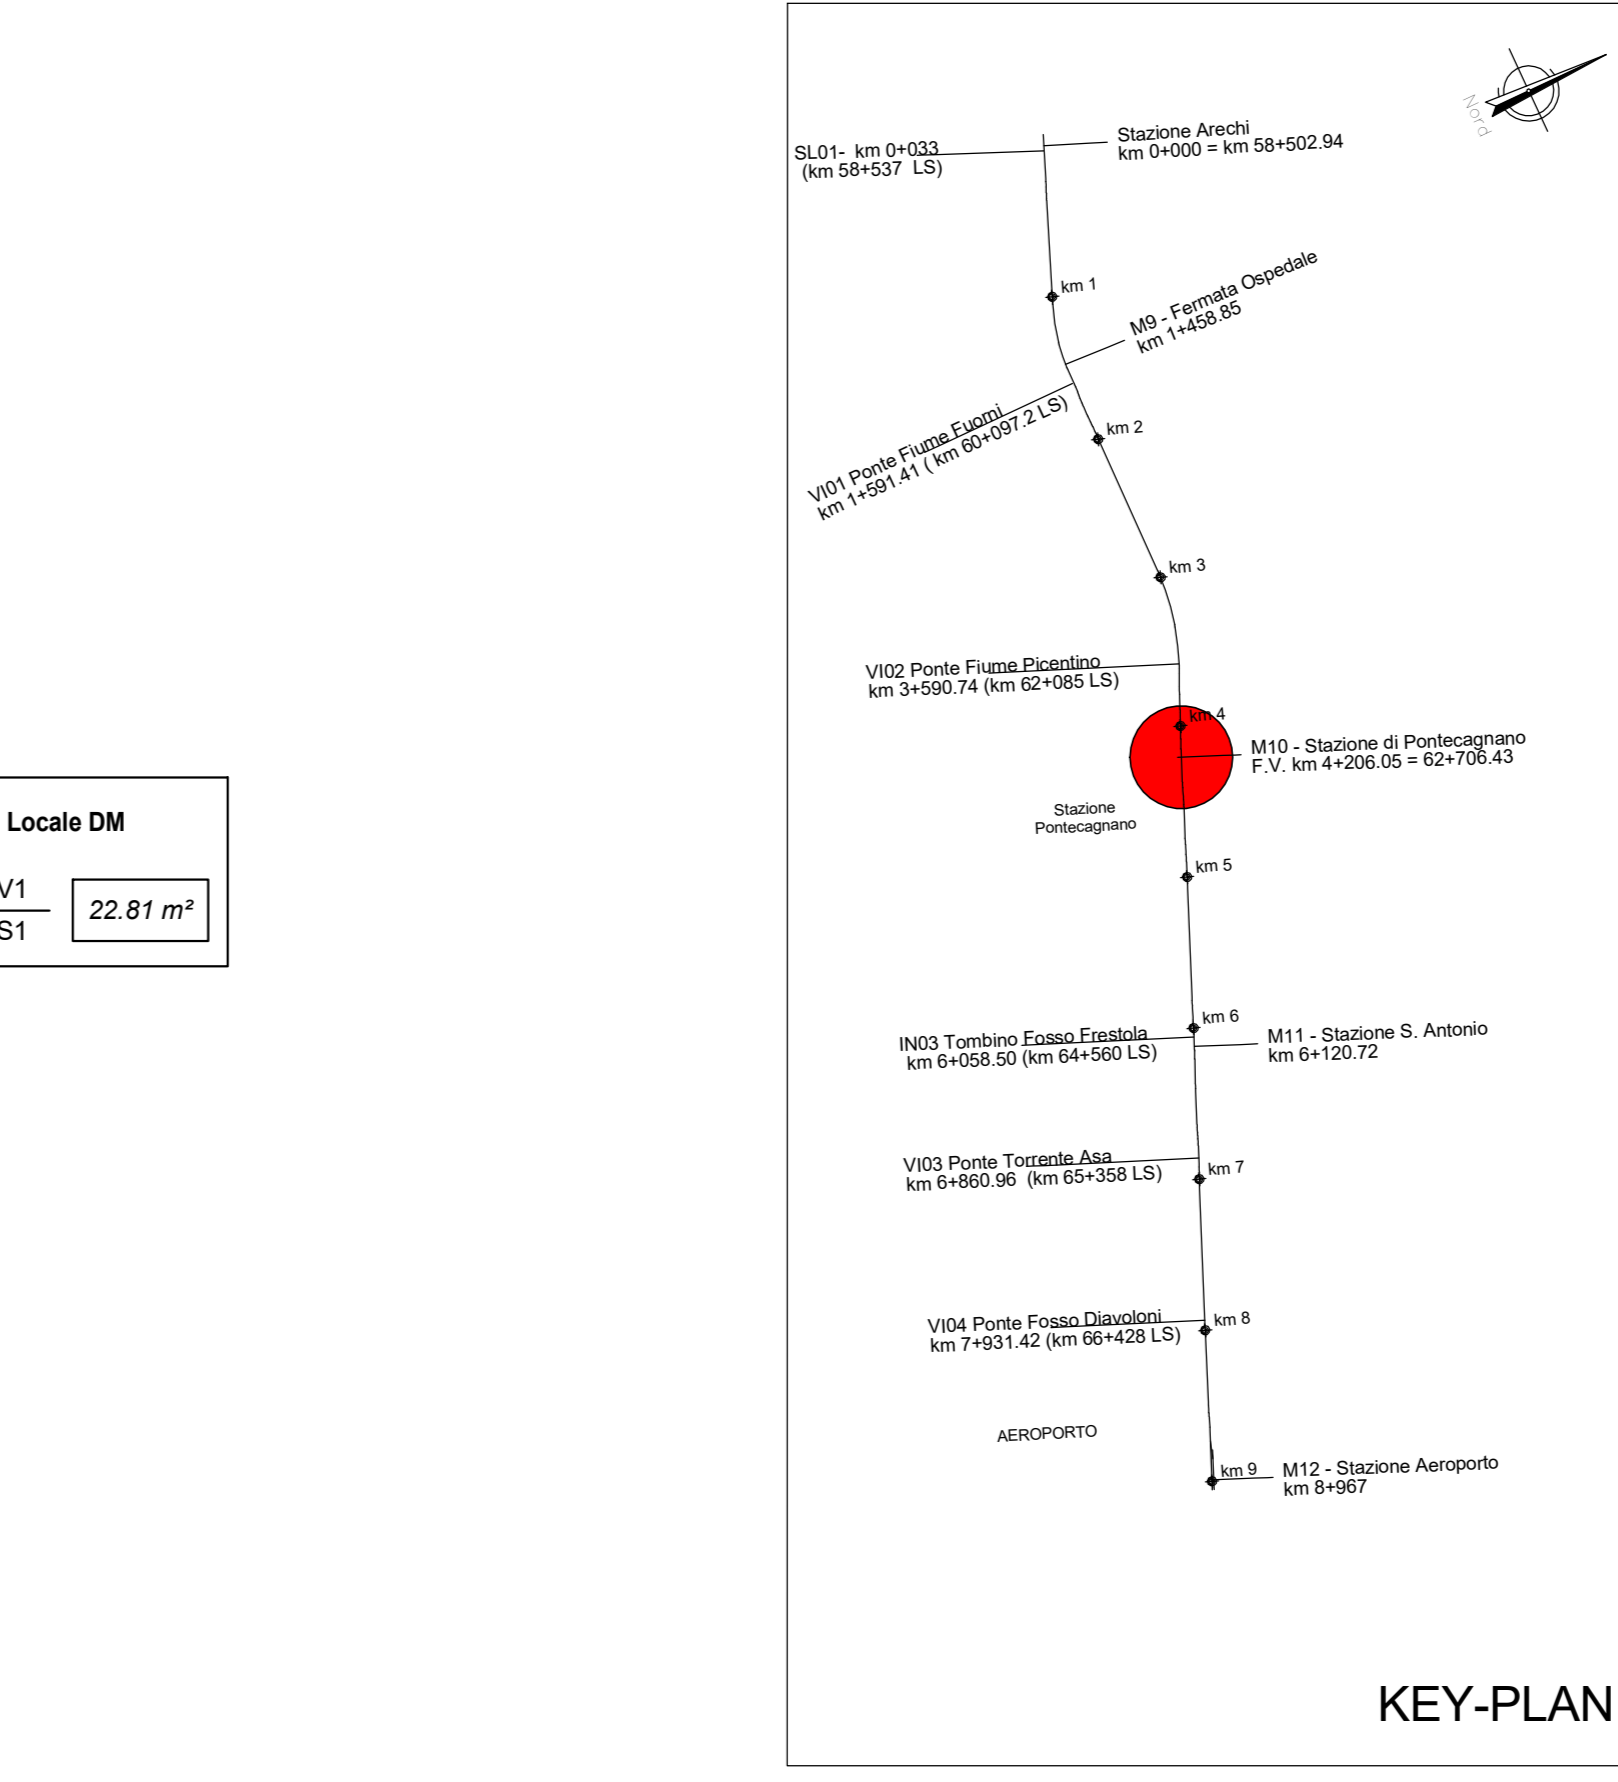 Nord
Stazione Arechi
km 0+000 = km 58+502.94
SL01- km 0+033
(km 58+537 LS)
km 1
M9 - Fermata Ospedale
km 1+458.85
VI01 Ponte Fiume Fuorni
km 1+591.41 ( km 60+097.2 LS)
km 2
km 3
VI02 Ponte Fiume Picentino
km 3+590.74 (km 62+085 LS)
km 4
M10 - Stazione di Pontecagnano
F.V. km 4+206.05 = 62+706.43
Stazione
Pontecagnano
Locale DM
V1
S1
22.81 m²
km 5
km 6
IN03 Tombino Fosso Frestola
km 6+058.50 (km 64+560 LS)
M11 - Stazione S. Antonio
km 6+120.72
VI03 Ponte Torrente Asa
km 6+860.96 (km 65+358 LS)
km 7
VI04 Ponte Fosso Diavoloni
km 7+931.42 (km 66+428 LS)
km 8
AEROPORTO
km 9
M12 - Stazione Aeroporto
km 8+967
KEY-PLAN